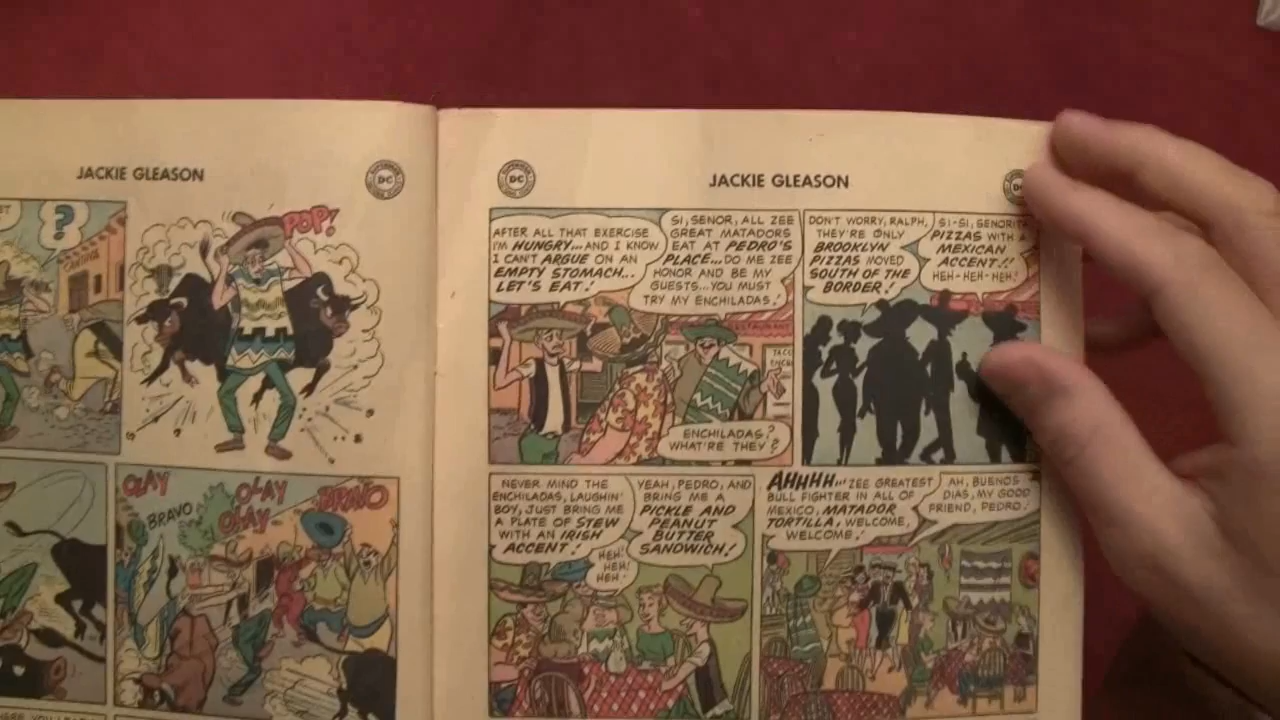 JACKIE GLEASON
DC
?
CANTINA
POP!
OLAY
BRAVO
OLAY
OLAY
BRAVO
JACKIE GLEASON
DC
AFTER ALL THAT EXERCISE
I'M HUNGRY...AND I KNOW
I CAN'T ARGUE ON AN
EMPTY STOMACH...
LET'S EAT!
SI, SENOR, ALL ZEE
GREAT MATADORS
EAT AT PEDRO'S
PLACE...DO ME ZEE
HONOR AND BE MY
GUESTS...YOU MUST
TRY MY ENCHILADAS!
RESTAURANT
ENCHILADAS?
WHAT'RE THEY?
DON'T WORRY, RALPH,
THEY'RE ONLY
BROOKLYN
PIZZAS MOVED
SOUTH OF THE
BORDER!
SI-SI, SENORITA
PIZZAS WITH A
MEXICAN
ACCENT!!
HEH-HEH-HEH!
NEVER MIND THE
ENCHILADAS, LAUGHIN'
BOY, JUST BRING ME
A PLATE OF STEW
WITH AN IRISH
ACCENT!
HEH!
HEH!
HEH.
YEAH, PEDRO, AND
BRING ME A
PICKLE AND
PEANUT
BUTTER
SANDWICH!
AHHHH... ZEE GREATEST
BULL FIGHTER IN ALL OF
MEXICO, MATADOR
TORTILLA, WELCOME,
WELCOME!
AH, BUENOS
DIAS, MY GOOD
FRIEND, PEDRO!